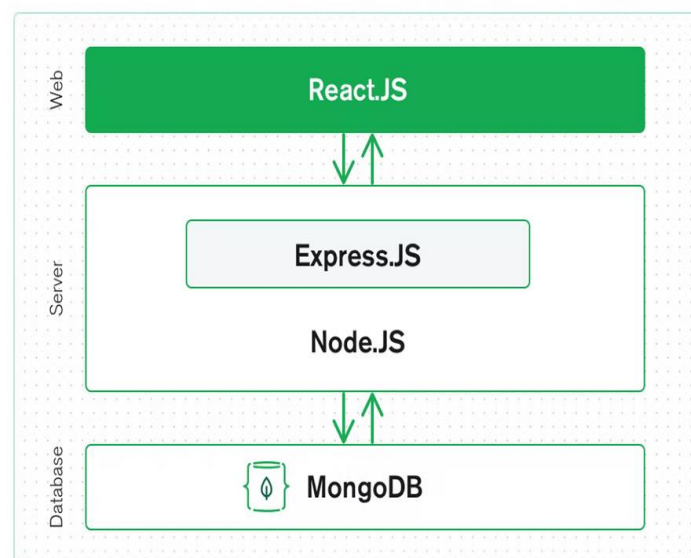 Web
React.JS
Server
Express.JS
Node.JS
Database
MongoDB